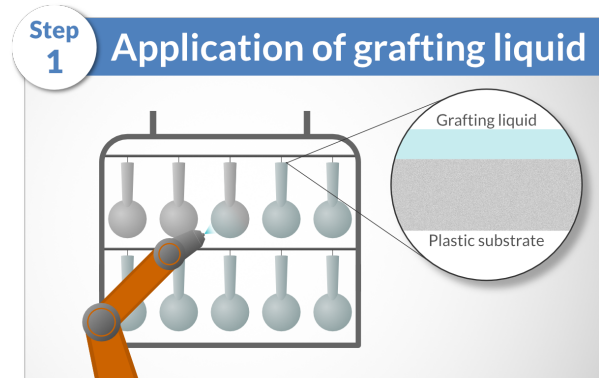 Step
1
Application of grafting liquid
Grafting liquid
Plastic substrate